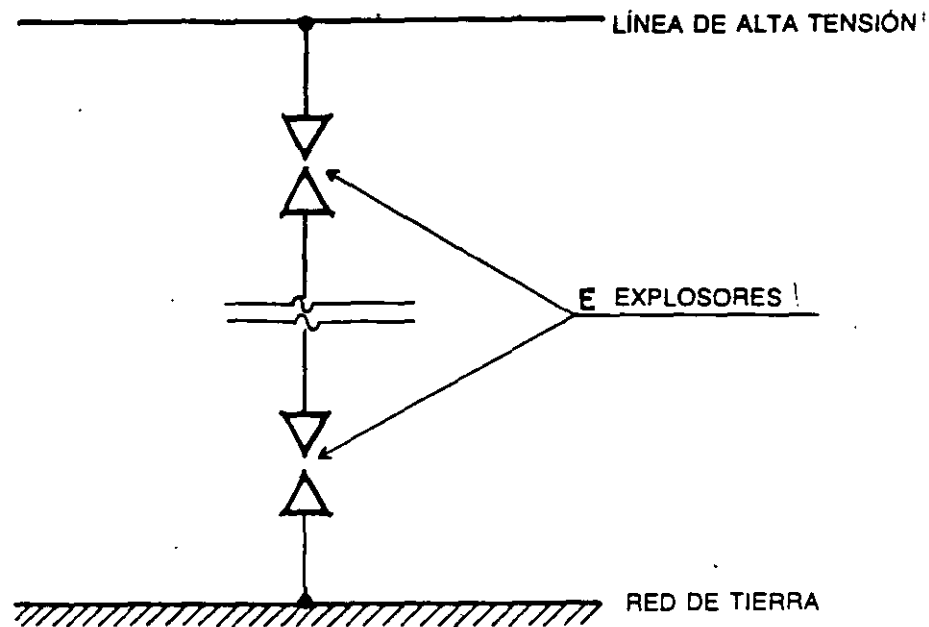 LÍNEA DE ALTA TENSIÓN
E EXPLOSORES
RED DE TIERRA